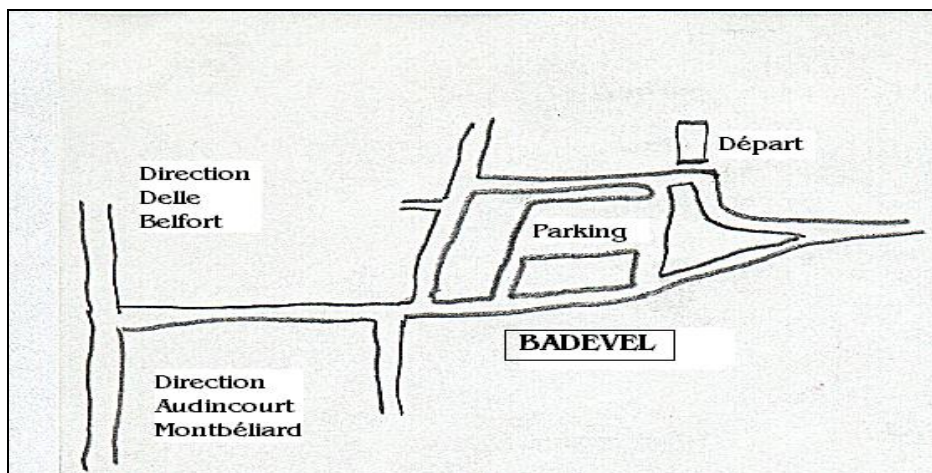 Départ
Direction
Delle
Belfort
Parking
BADEVEL
Direction
Audincourt
Montbéliard